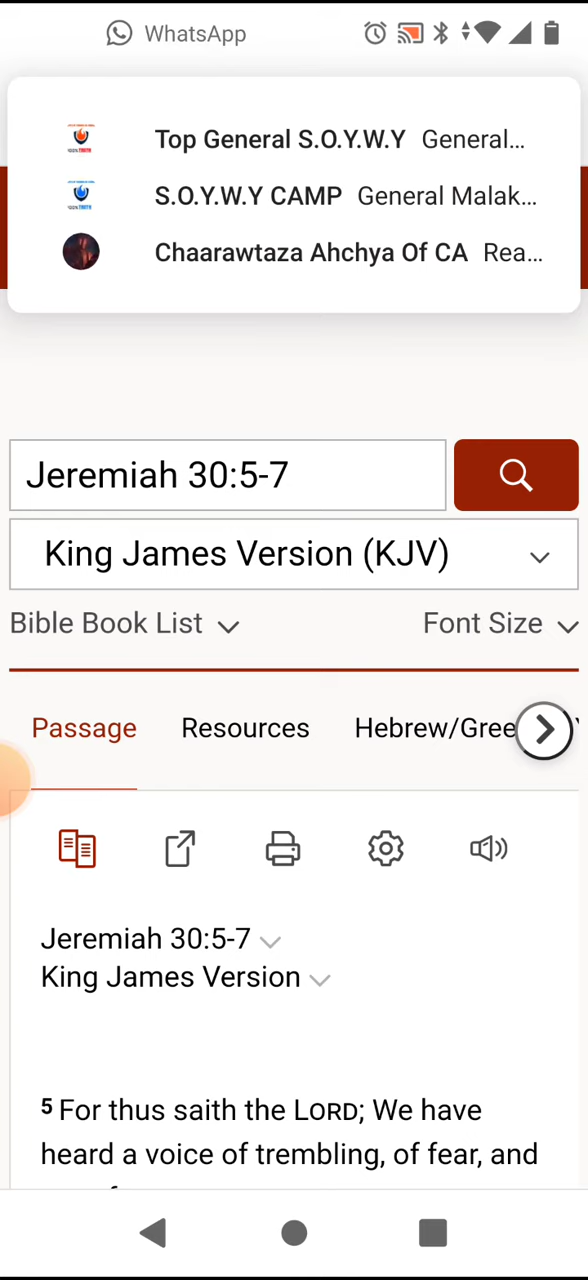 WhatsApp
Top General S.O.Y.W.Y General...
S.O.Y.W.Y CAMP General Malak...
Chaarawtaza Ahchya Of CA Rea...
Jeremiah 30:5-7
King James Version (KJV)
Bible Book List Font Size
Passage Resources Hebrew/Gree
Jeremiah 30:5-7
King James Version
5 For thus saith the LORD; We have
heard a voice of trembling, of fear, and